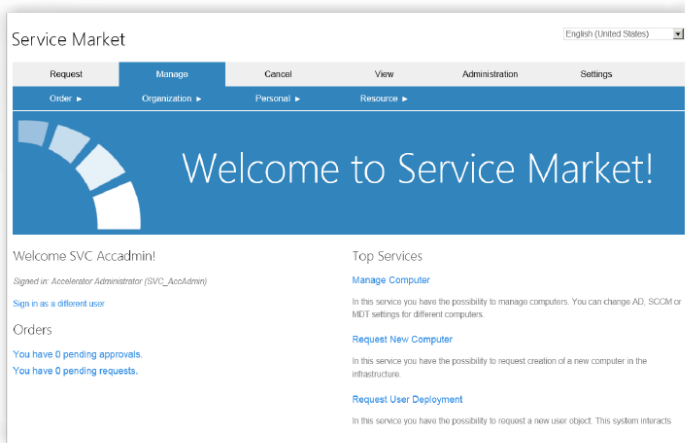 Service Market
English (United States)
Request Manage Cancel View Administration Settings
Order ► Organization ► Personal ► Resource ►
Welcome to Service Market!
Welcome SVC Accadmin!
Signed in: Accelerator Administrator (SVC_AccAdmin)
Sign in as a different user
Orders
You have 0 pending approvals.
You have 0 pending requests.
Top Services
Manage Computer
In this service you have the possibility to manage computers. You can change AD, SCCM or
MDT settings for different computers.
Request New Computer
In this service you have the possibility to request creation of a new computer in the
infrastructure.
Request User Deployment
In this service you have the possibility to request a new user object. This system interacts